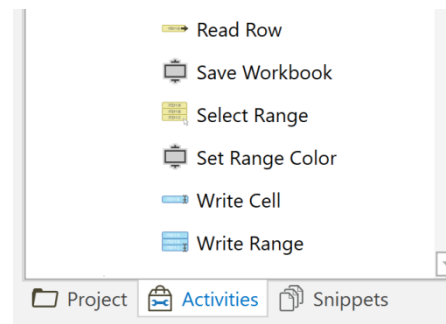 Read Row
Save Workbook
Select Range
Set Range Color
Write Cell
Write Range
Project Activities Snippets